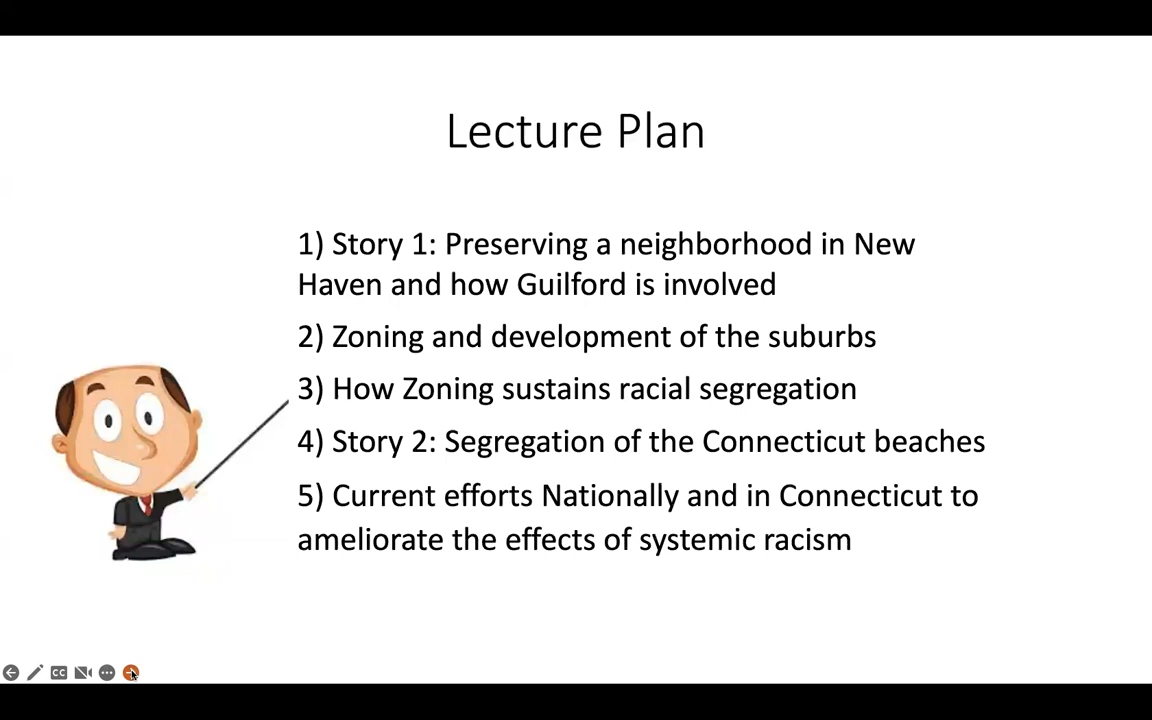 Lecture Plan
1) Story 1: Preserving a neighborhood in New
Haven and how Guilford is involved
2) Zoning and development of the suburbs
3) How Zoning sustains racial segregation
4) Story 2: Segregation of the Connecticut beaches
5) Current efforts Nationally and in Connecticut to
ameliorate the effects of systemic racism
CC